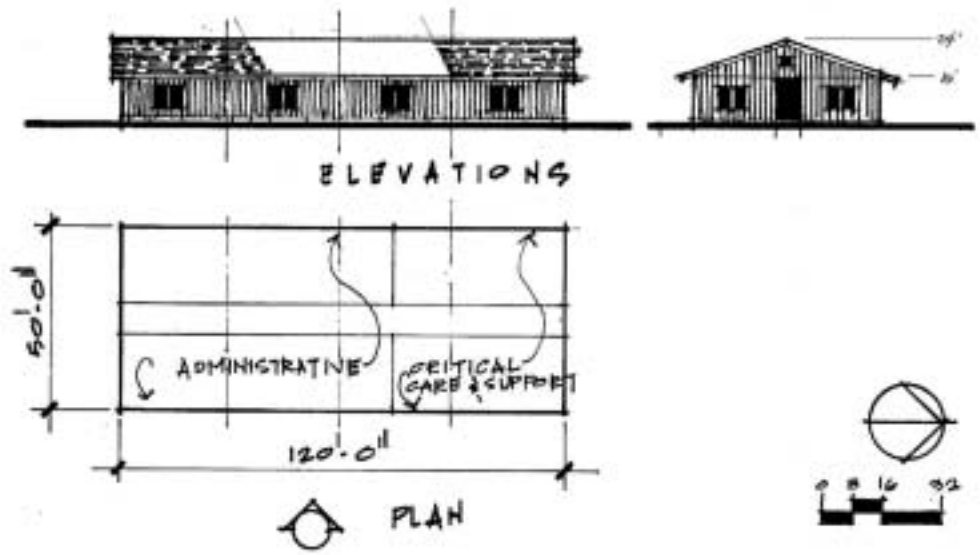 ELEVATIONS
50'-0"
ADMINISTRATIVE
CRITICAL
CARE & SUPPORT
120'-0"
PLAN
0 8 16 32